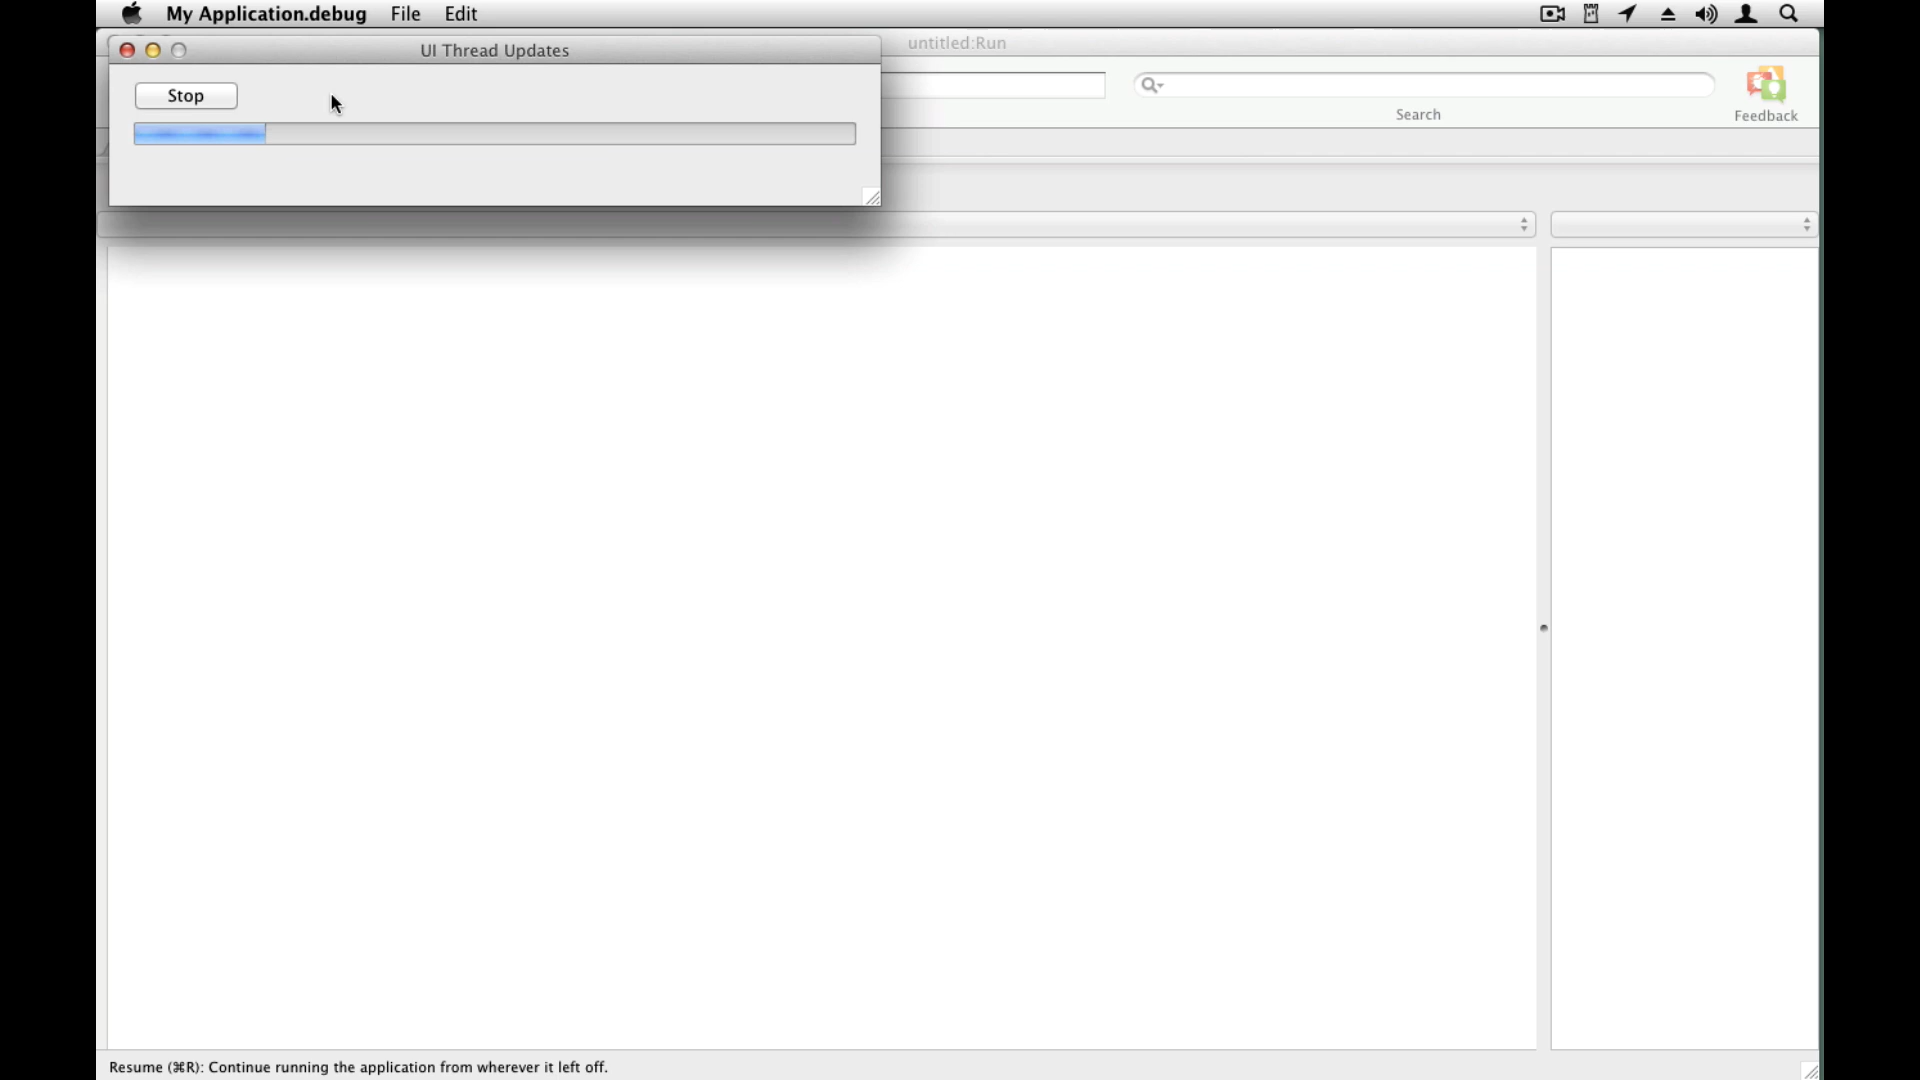 My Application.debug File Edit
untitled:Run
UI Thread Updates
Stop
Search
Feedback
Resume (⌘R): Continue running the application from wherever it left off.